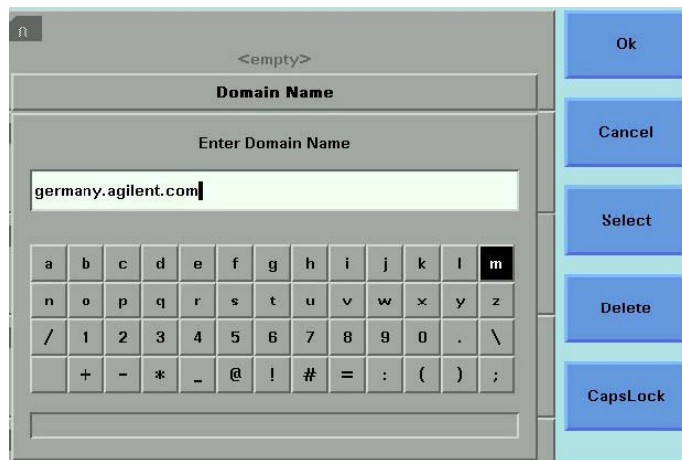 <empty>
Domain Name
Enter Domain Name
germany.agilent.com
a b c d e f g h i j k l m
n o p q r s t u v w x y z
/ 1 2 3 4 5 6 7 8 9 0 . \
+ - * _ @ ! # = : ( ) ;
Ok
Cancel
Select
Delete
CapsLock